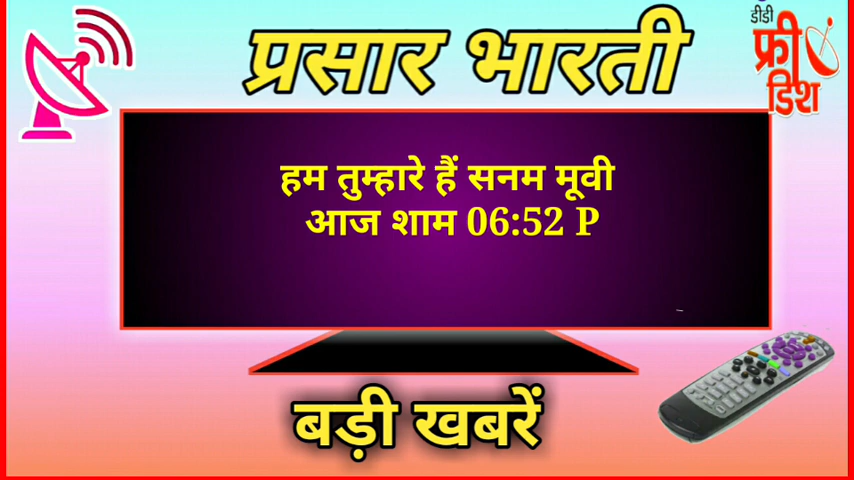 प्रसार भारती
डीडी
फ्री
डिश
हम तुम्हारे हैं सनम मूवी
आज शाम 06:52 P
बड़ी खबरें